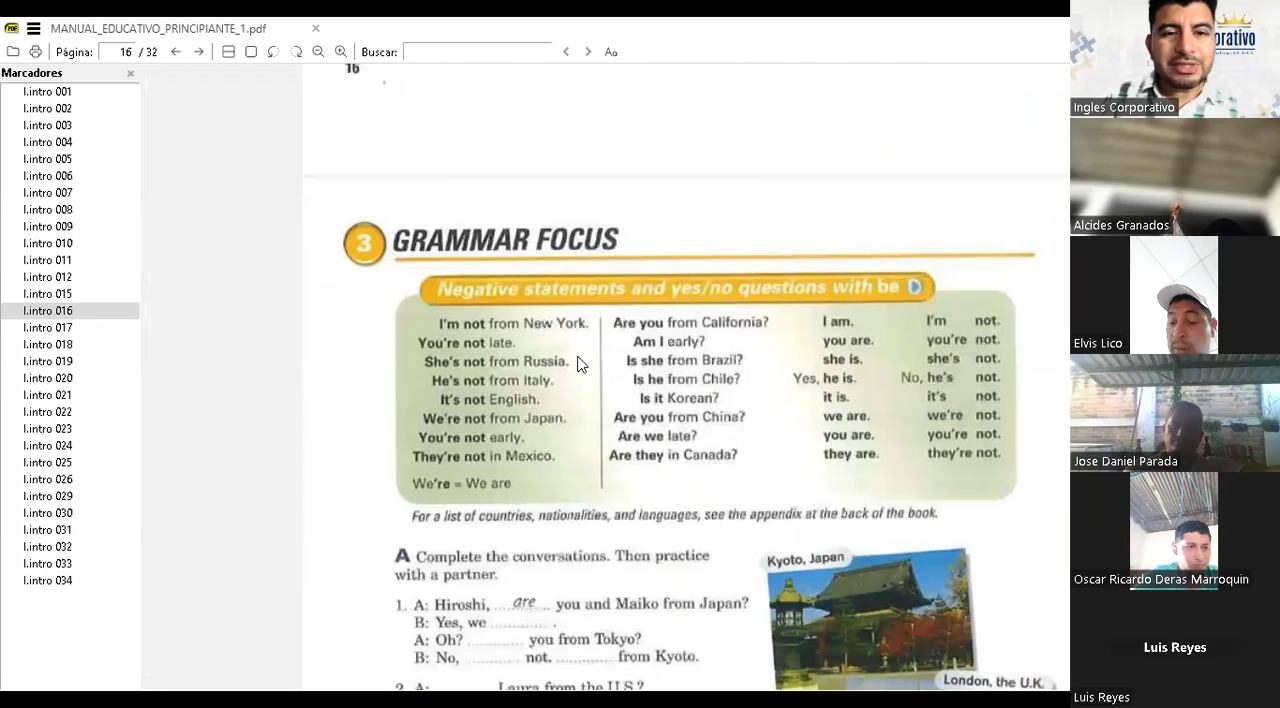 MANUAL_EDUCATIVO_PRINCIPIANTE_1.pdf
Página: 16 / 32 Buscar: Aa
Marcadores
I.intro 001
I.intro 002
I.intro 003
I.intro 004
I.intro 005
I.intro 006
I.intro 007
I.intro 008
I.intro 009
I.intro 010
I.intro 011
I.intro 012
I.intro 015
I.intro 016
I.intro 017
I.intro 018
I.intro 019
I.intro 020
I.intro 021
I.intro 022
I.intro 023
I.intro 024
I.intro 025
I.intro 026
I.intro 029
I.intro 030
I.intro 031
I.intro 032
I.intro 033
I.intro 034
16
3 GRAMMAR FOCUS
Negative statements and yes/no questions with be
I'm not from New York.
You're not late.
She's not from Russia.
He's not from Italy.
It's not English.
We're not from Japan.
You're not early.
They're not in Mexico.
We're = We are
Are you from California? I am. I'm not.
Am I early? you are. you're not.
Is she from Brazil? she is. she's not.
Is he from Chile? Yes, he is. No, he's not.
Is it Korean? it is. it's not.
Are you from China? we are. we're not.
Are we late? you are. you're not.
Are they in Canada? they are. they're not.
For a list of countries, nationalities, and languages, see the appendix at the back of the book.
A Complete the conversations. Then practice
with a partner.
1. A: Hiroshi, are you and Maiko from Japan?
B: Yes, we .......... .
A: Oh? .......... you from Tokyo?
B: No, .......... not. .......... from Kyoto.
2. A: Laura from the U.S.?
Kyoto, Japan
London, the U.K.
orativo
Ingles Corporativo
Alcides Granados
Elvis Lico
Jose Daniel Parada
Oscar Ricardo Deras Marroquin
Luis Reyes
Luis Reyes